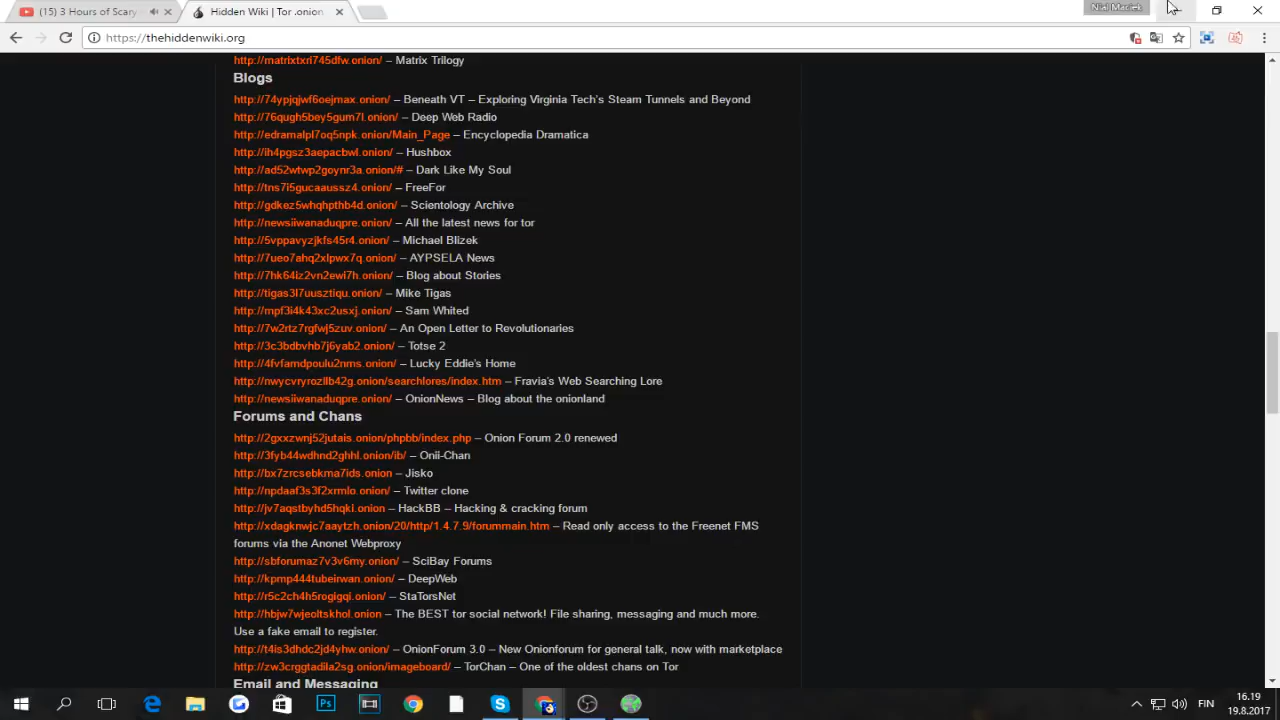 (15) 3 Hours of Scary
Hidden Wiki | Tor .onion
Nial Maciek
https://thehiddenwiki.org
http://matrixtxri745dfw.onion/ – Matrix Trilogy
Blogs
http://74ypjqjwf6oejmax.onion/ – Beneath VT – Exploring Virginia Tech's Steam Tunnels and Beyond
http://76qugh5bey5gum7l.onion/ – Deep Web Radio
http://edramalpl7oq5npk.onion/Main_Page – Encyclopedia Dramatica
http://ih4pgsz3aepacbwl.onion/ – Hushbox
http://ad52wtwp2goynr3a.onion/# – Dark Like My Soul
http://tns7i5gucaaussz4.onion/ – FreeFor
http://gdkez5whqhpthb4d.onion/ – Scientology Archive
http://newsiiwanaduqpre.onion/ – All the latest news for tor
http://5vppavyzjkfs45r4.onion/ – Michael Blizek
http://7ueo7ahq2xlpwx7q.onion/ – AYPSELA News
http://7hk64iz2vn2ewi7h.onion/ – Blog about Stories
http://tigas3l7uusztiqu.onion/ – Mike Tigas
http://mpf3i4k43xc2usxj.onion/ – Sam Whited
http://7w2rtz7rgfwj5zuv.onion/ – An Open Letter to Revolutionaries
http://3c3bdbvhb7j6yab2.onion/ – Totse 2
http://4fvfamdpoulu2nms.onion/ – Lucky Eddie's Home
http://nwycvryrozllb42g.onion/searchlores/index.htm – Fravia's Web Searching Lore
http://newsiiwanaduqpre.onion/ – OnionNews – Blog about the onionland
Forums and Chans
http://2gxxzwnj52jutais.onion/phpbb/index.php – Onion Forum 2.0 renewed
http://3fyb44wdhnd2ghhl.onion/ib/ – Onii-Chan
http://bx7zrcsebkma7ids.onion – Jisko
http://npdaaf3s3f2xrmlo.onion/ – Twitter clone
http://jv7aqstbyhd5hqki.onion – HackBB – Hacking & cracking forum
http://xdagknwjc7aaytzh.onion/20/http/1.4.7.9/forummain.htm – Read only access to the Freenet FMS
forums via the Anonet Webproxy
http://sbforumaz7v3v6my.onion/ – SciBay Forums
http://kpmp444tubeirwan.onion/ – DeepWeb
http://r5c2ch4h5rogigqi.onion/ – StaTorsNet
http://hbjw7wjeoltskhol.onion – The BEST tor social network! File sharing, messaging and much more.
Use a fake email to register.
http://t4is3dhdc2jd4yhw.onion/ – OnionForum 3.0 – New Onionforum for general talk, now with marketplace
http://zw3crggtadila2sg.onion/imageboard/ – TorChan – One of the oldest chans on Tor
Email and Messaging
FIN
16.19
19.8.2017